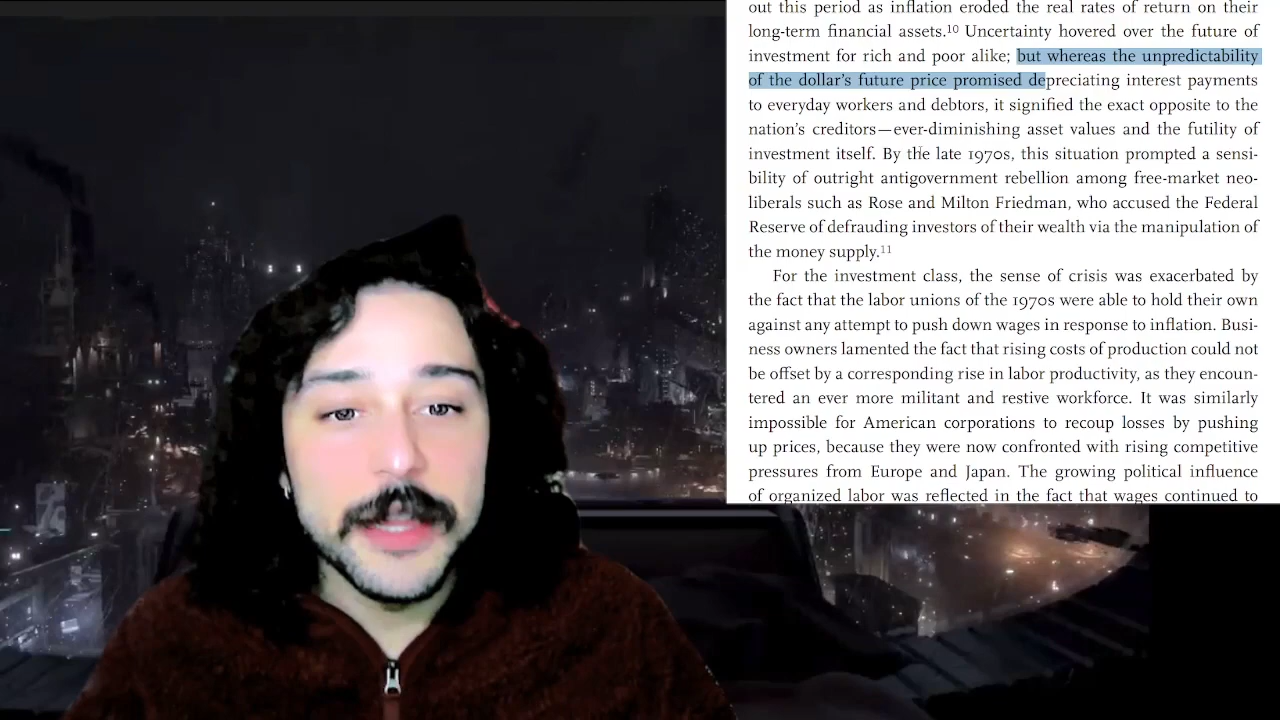 out this period as inflation eroded the real rates of return on their
long-term financial assets.10 Uncertainty hovered over the future of
investment for rich and poor alike; but whereas the unpredictability
of the dollar's future price promised depreciating interest payments
to everyday workers and debtors, it signified the exact opposite to the
nation's creditors—ever-diminishing asset values and the futility of
investment itself. By the late 1970s, this situation prompted a sensi-
bility of outright antigovernment rebellion among free-market neo-
liberals such as Rose and Milton Friedman, who accused the Federal
Reserve of defrauding investors of their wealth via the manipulation of
the money supply.11
For the investment class, the sense of crisis was exacerbated by
the fact that the labor unions of the 1970s were able to hold their own
against any attempt to push down wages in response to inflation. Busi-
ness owners lamented the fact that rising costs of production could not
be offset by a corresponding rise in labor productivity, as they encoun-
tered an ever more militant and restive workforce. It was similarly
impossible for American corporations to recoup losses by pushing
up prices, because they were now confronted with rising competitive
pressures from Europe and Japan. The growing political influence
of organized labor was reflected in the fact that wages continued to